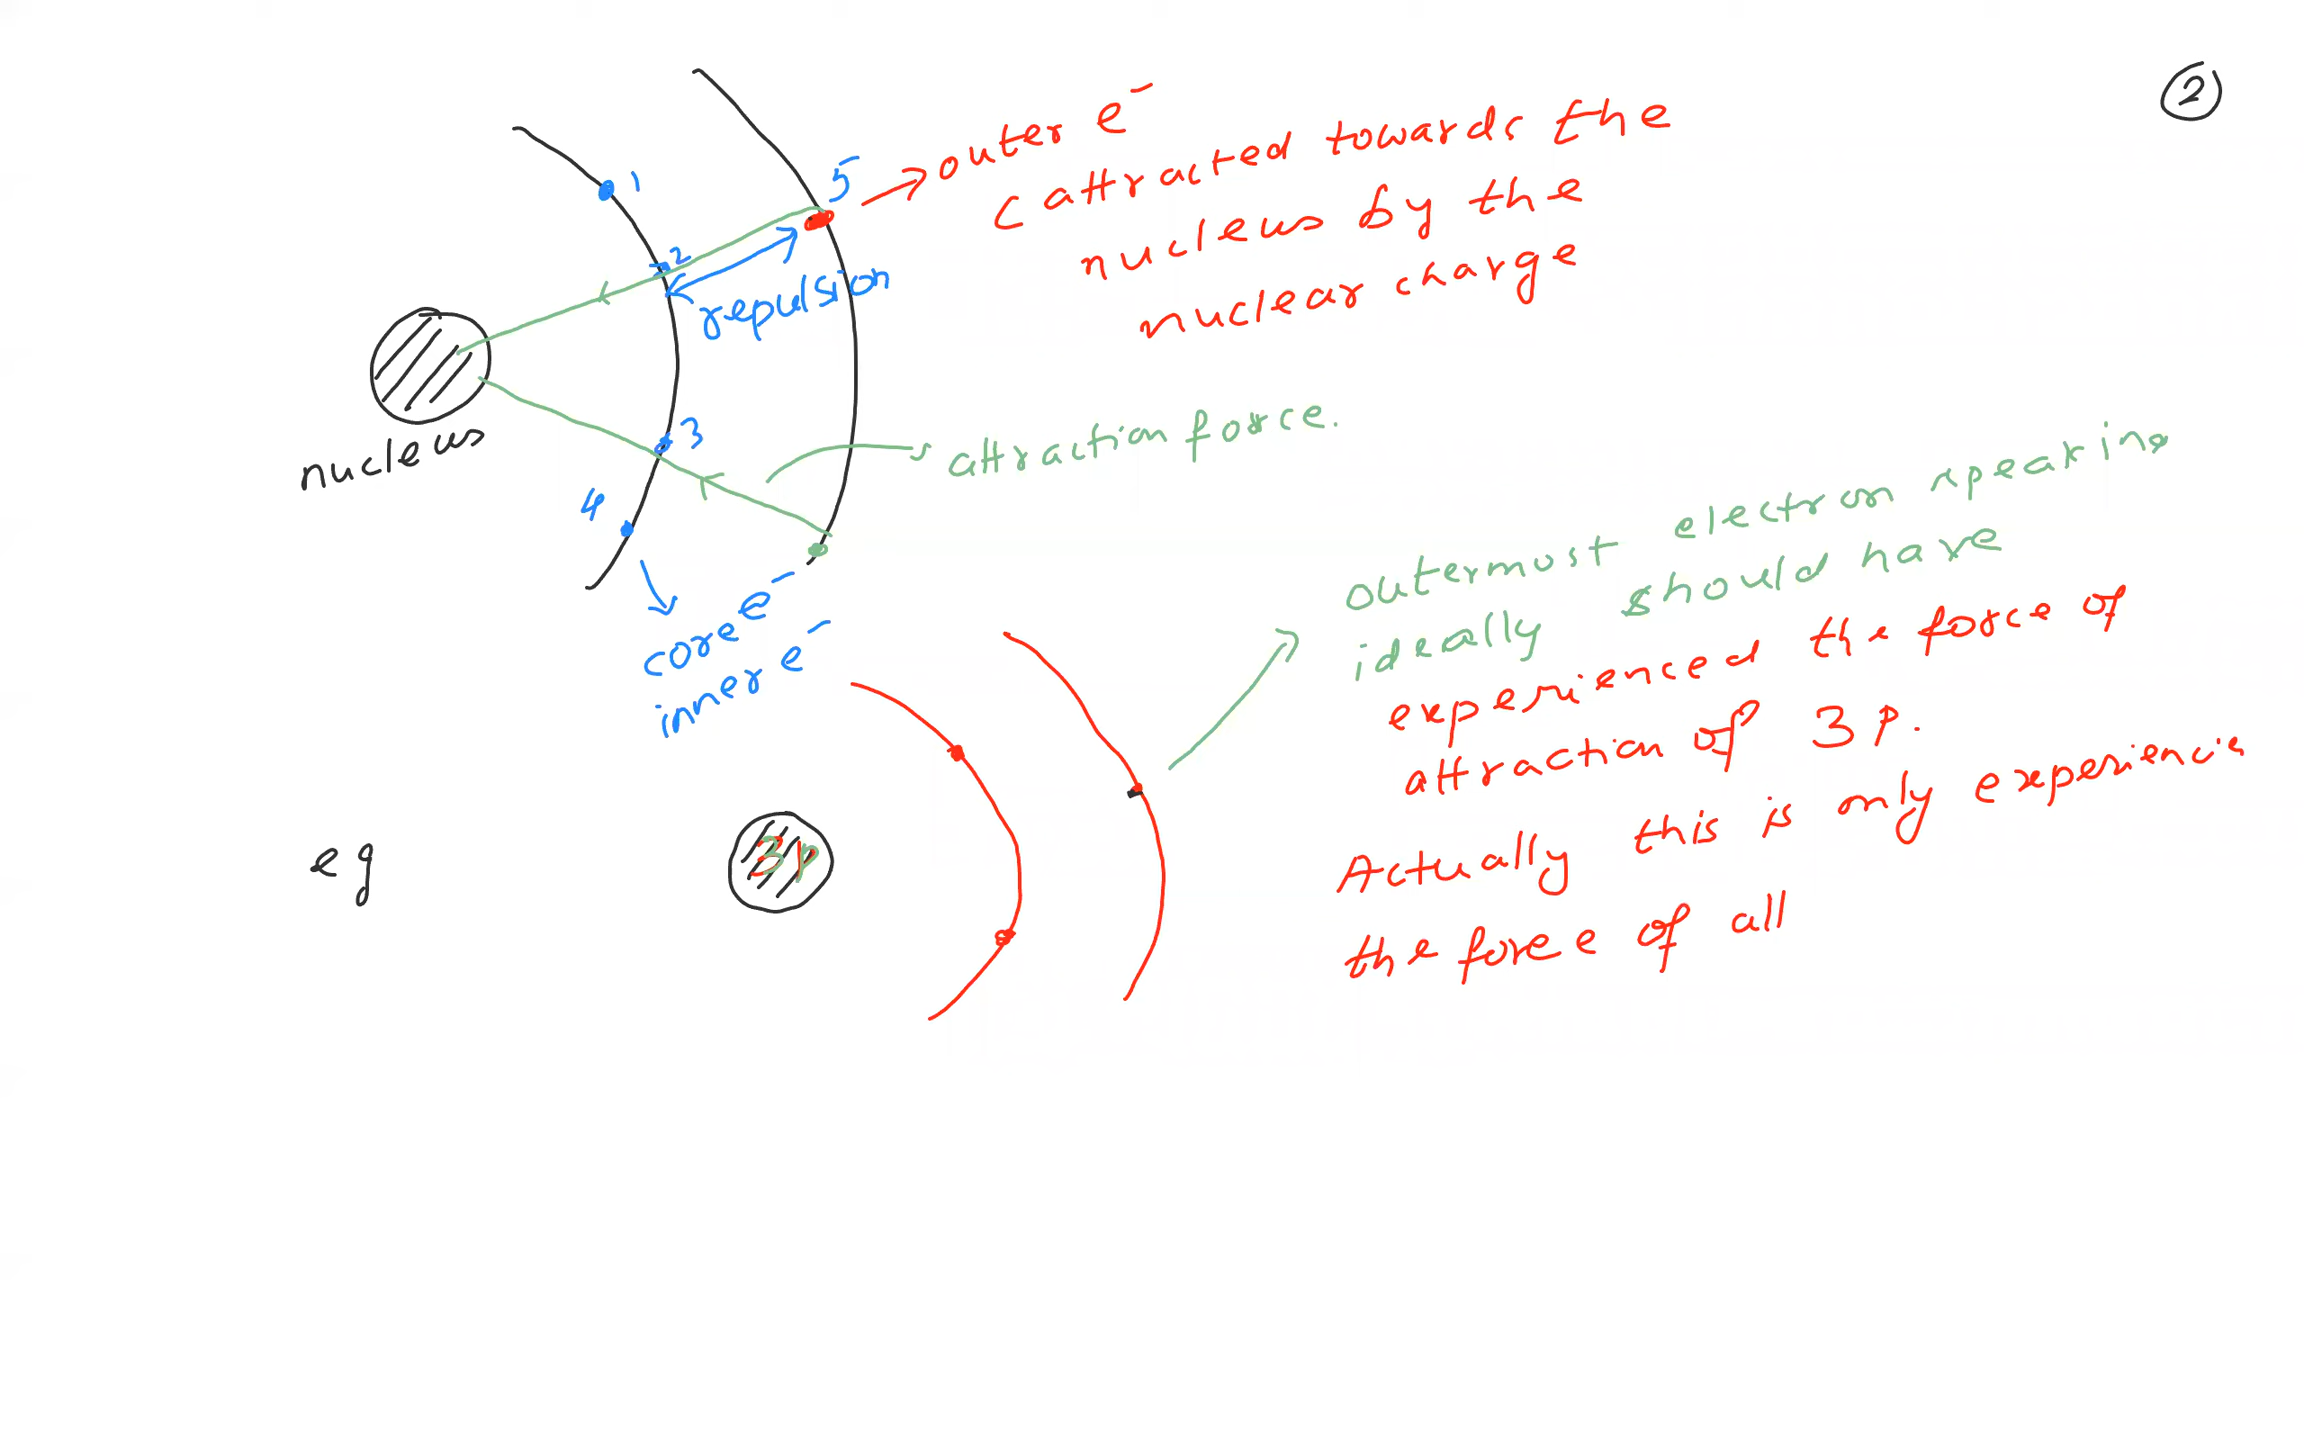 2
outer e⁻
(attracted towards the
nucleus by the
nuclear charge
1
2
5
repulsion
nucleus
3
4
attraction force.
core e⁻
inner e⁻
outermost electron speaking
ideally should have
experienced the force of
attraction of 3 p.
Actually this is only experiencin
the force of all
eg
3p